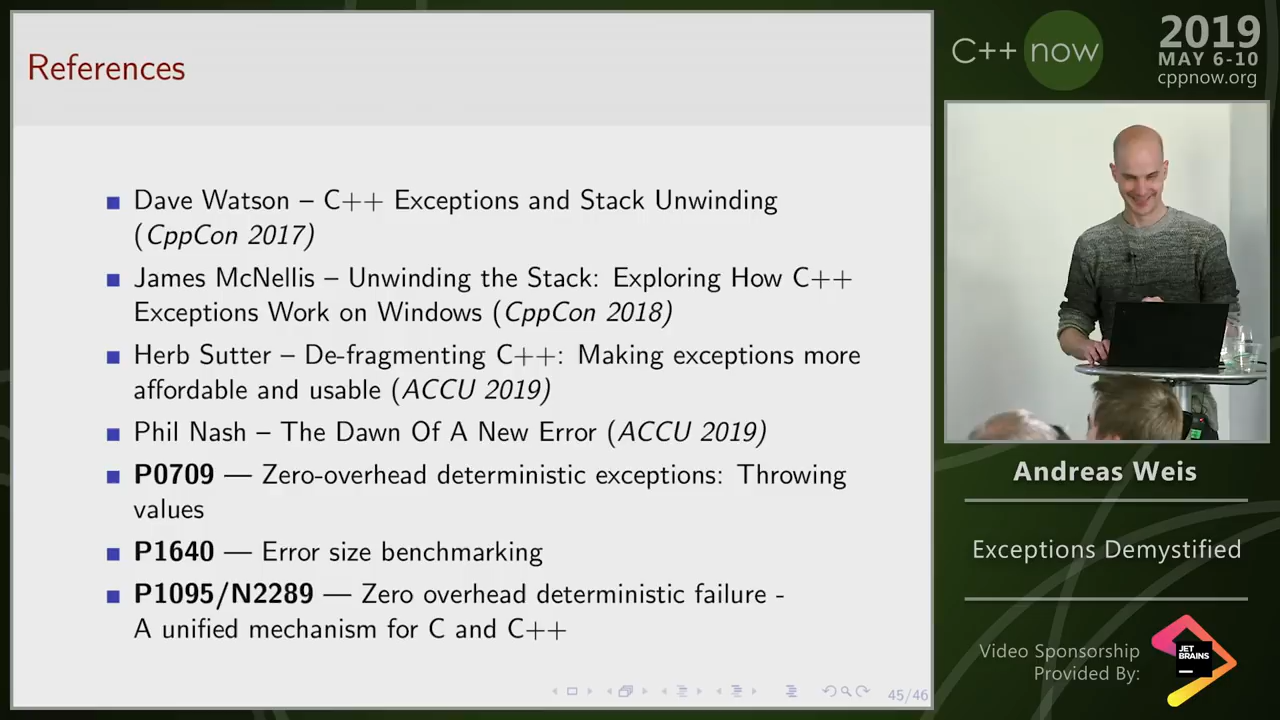 References
Dave Watson – C++ Exceptions and Stack Unwinding
(CppCon 2017)
James McNellis – Unwinding the Stack: Exploring How C++
Exceptions Work on Windows (CppCon 2018)
Herb Sutter – De-fragmenting C++: Making exceptions more
affordable and usable (ACCU 2019)
Phil Nash – The Dawn Of A New Error (ACCU 2019)
P0709 — Zero-overhead deterministic exceptions: Throwing
values
P1640 — Error size benchmarking
P1095/N2289 — Zero overhead deterministic failure -
A unified mechanism for C and C++
45/46
C++ now
2019
MAY 6-10
cppnow.org
Andreas Weis
Exceptions Demystified
Video Sponsorship
Provided By:
JET
BRAINS